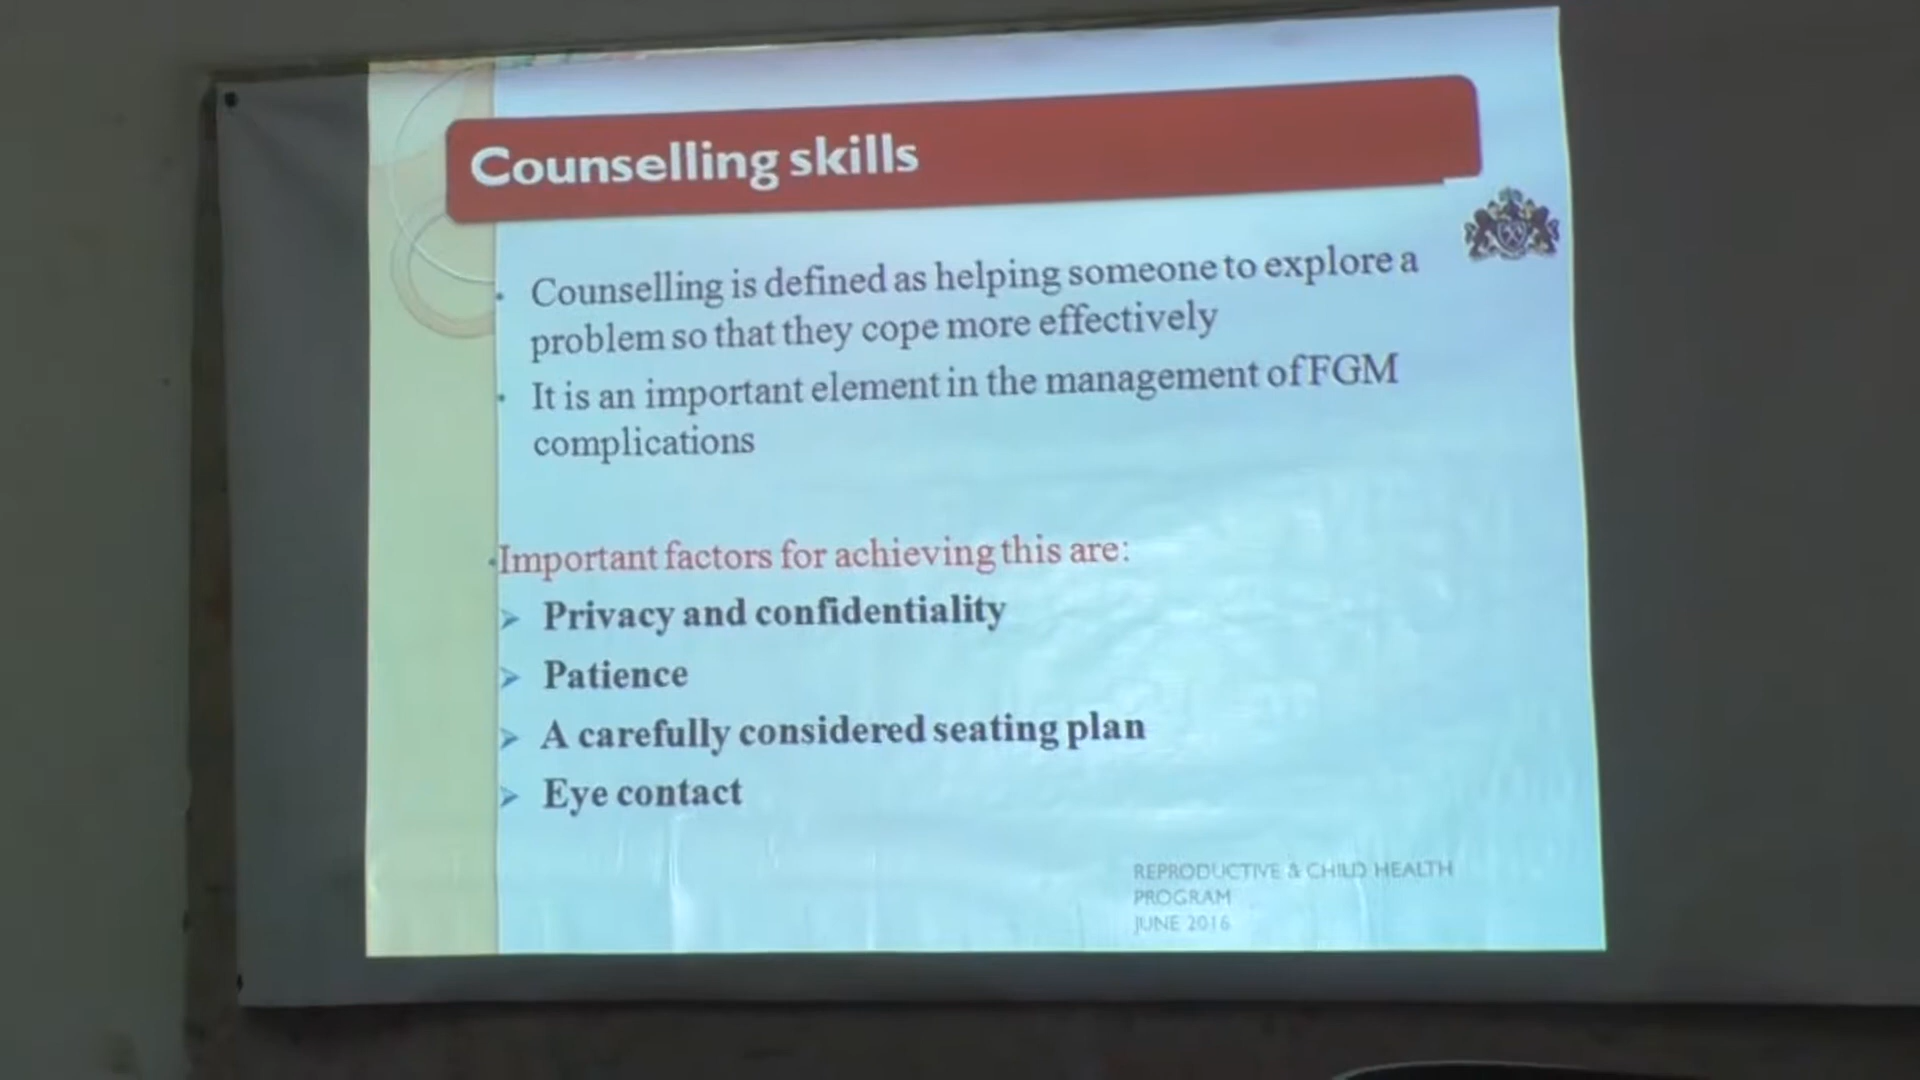 Counselling skills
Counselling is defined as helping someone to explore a
problem so that they cope more effectively
It is an important element in the management of FGM
complications
Important factors for achieving this are:
Privacy and confidentiality
Patience
A carefully considered seating plan
Eye contact
REPRODUCTIVE & CHILD HEALTH
PROGRAM
JUNE 2016